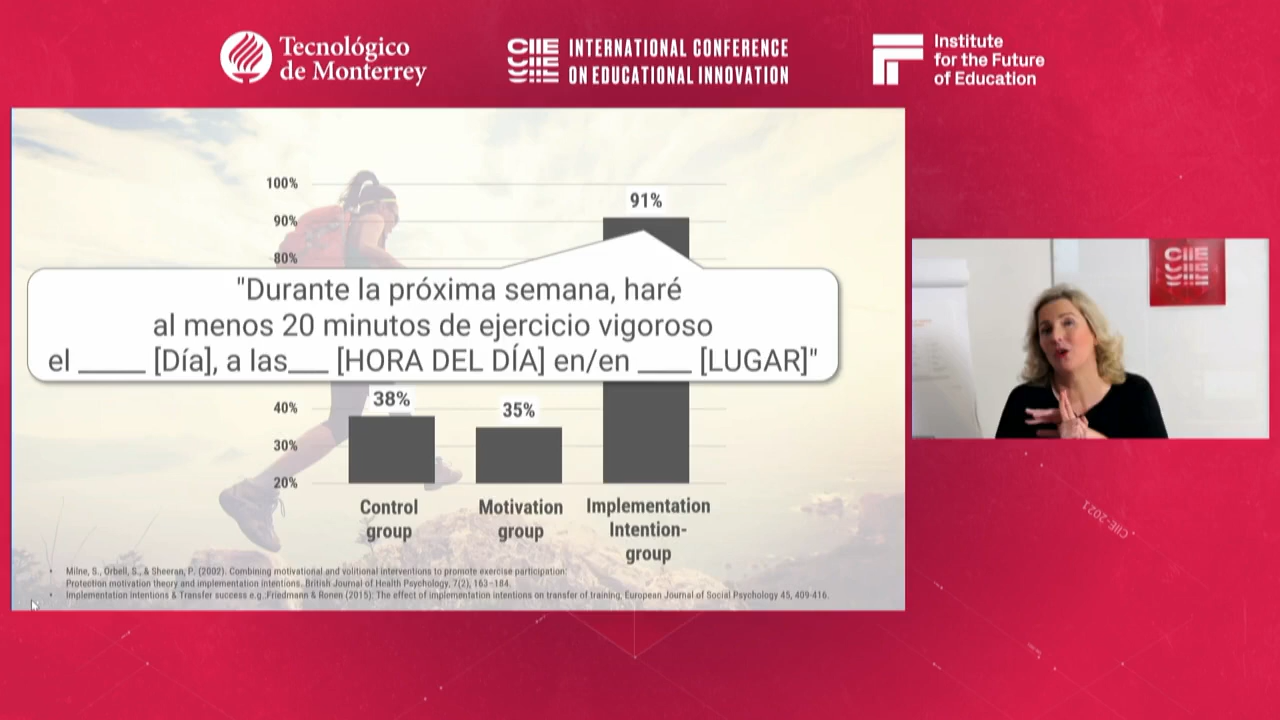 Tecnológico
de Monterrey
CIIE
INTERNATIONAL CONFERENCE
ON EDUCATIONAL INNOVATION
Institute
for the Future
of Education
100%
91%
90%
80%
"Durante la próxima semana, haré
al menos 20 minutos de ejercicio vigoroso
el _____ [Día], a las___ [HORA DEL DÍA] en/en ____ [LUGAR]"
40%
38%
35%
30%
20%
Control
group
Motivation
group
Implementation
Intention-
group
• Milne, S., Orbell, S., & Sheeran, P. (2002). Combining motivational and volitional interventions to promote exercise participation:
Protection motivation theory and implementation intentions. British Journal of Health Psychology, 7(2), 163–184.
• Implementation Intentions & Transfer success e.g.:Friedmann & Ronen (2015): The effect of implementation intentions on transfer of training, European Journal of Social Psychology 45, 409-416.
CIIE
CIIE-2021